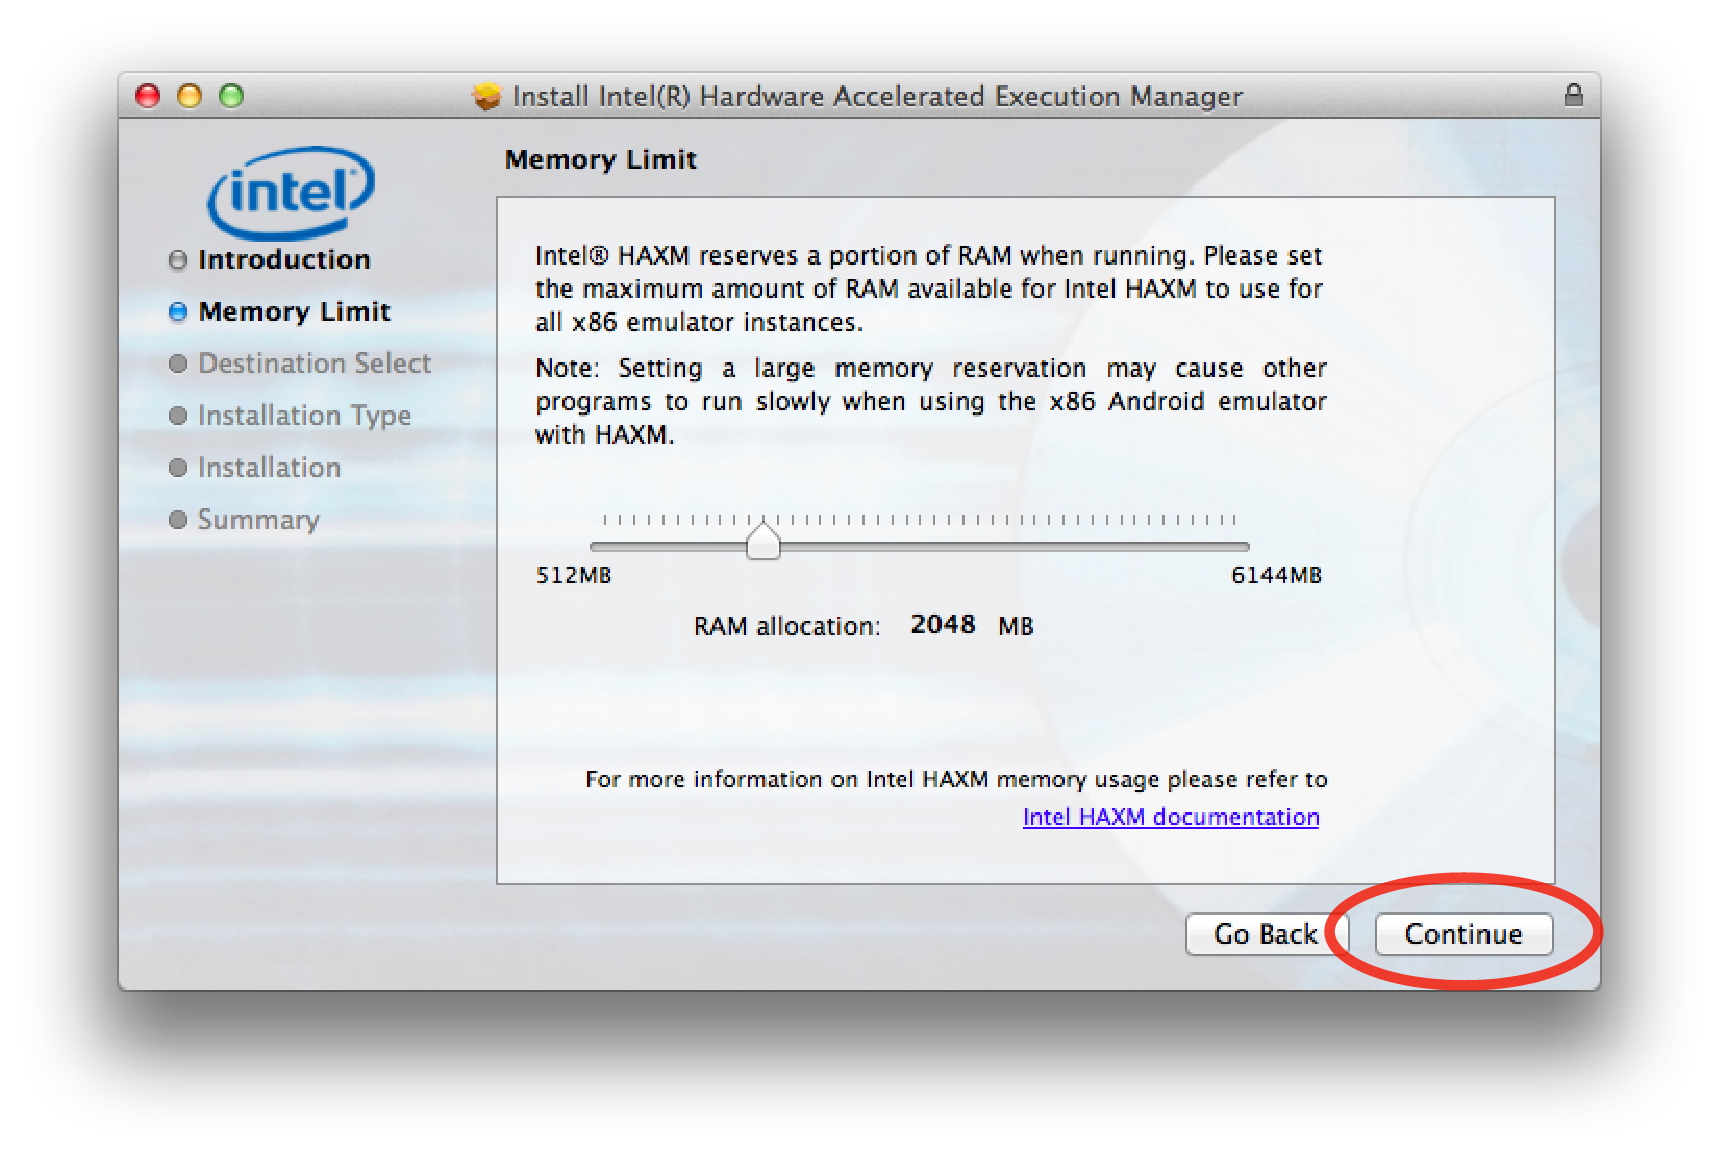 Install Intel(R) Hardware Accelerated Execution Manager
intel
Introduction
Memory Limit
Destination Select
Installation Type
Installation
Summary
Memory Limit
Intel® HAXM reserves a portion of RAM when running. Please set
the maximum amount of RAM available for Intel HAXM to use for
all x86 emulator instances.
Note: Setting a large memory reservation may cause other
programs to run slowly when using the x86 Android emulator
with HAXM.
512MB 6144MB
RAM allocation: 2048 MB
For more information on Intel HAXM memory usage please refer to
Intel HAXM documentation
Go Back Continue